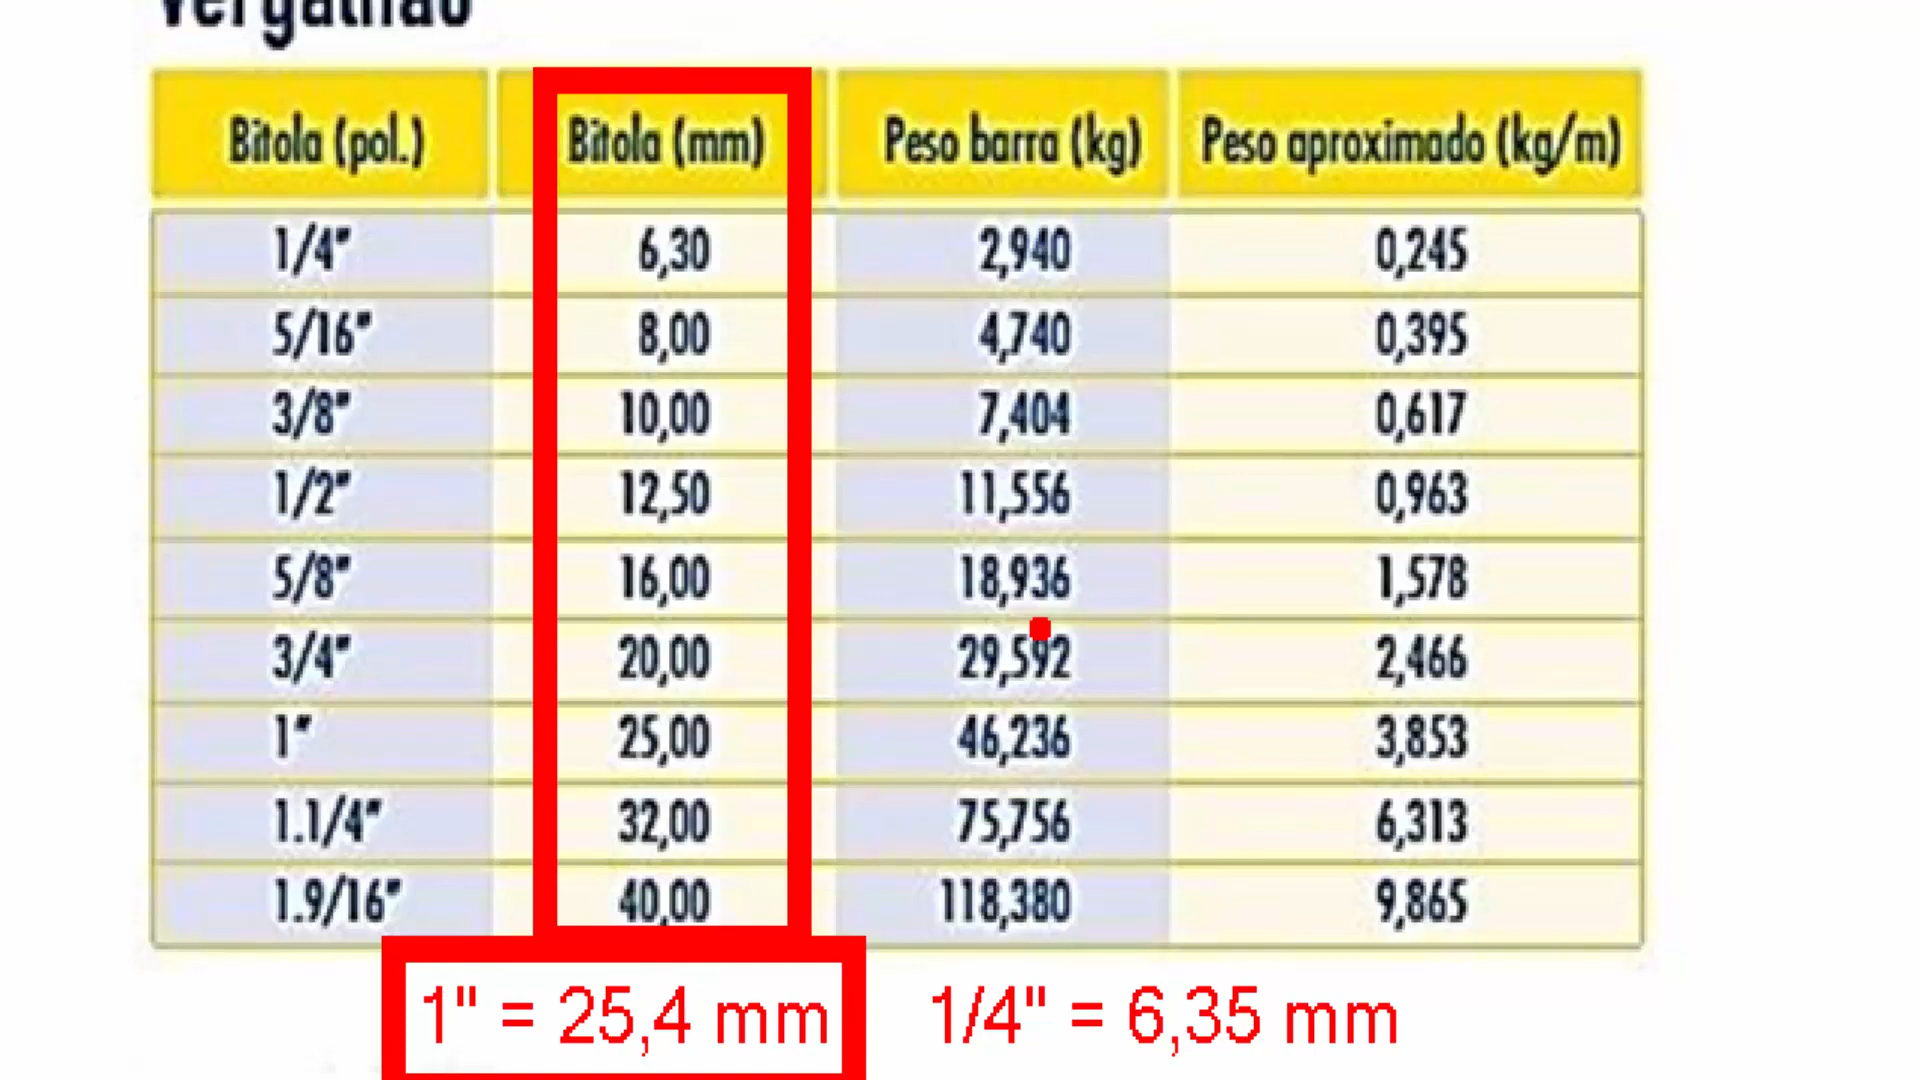 Vergalhão
Bitola (pol.) Bitola (mm) Peso barra (kg) Peso aproximado (kg/m)
1/4" 6,30 2,940 0,245
5/16" 8,00 4,740 0,395
3/8" 10,00 7,404 0,617
1/2" 12,50 11,556 0,963
5/8" 16,00 18,936 1,578
3/4" 20,00 29,592 2,466
1" 25,00 46,236 3,853
1.1/4" 32,00 75,756 6,313
1.9/16" 40,00 118,380 9,865
1" = 25,4 mm 1/4" = 6,35 mm